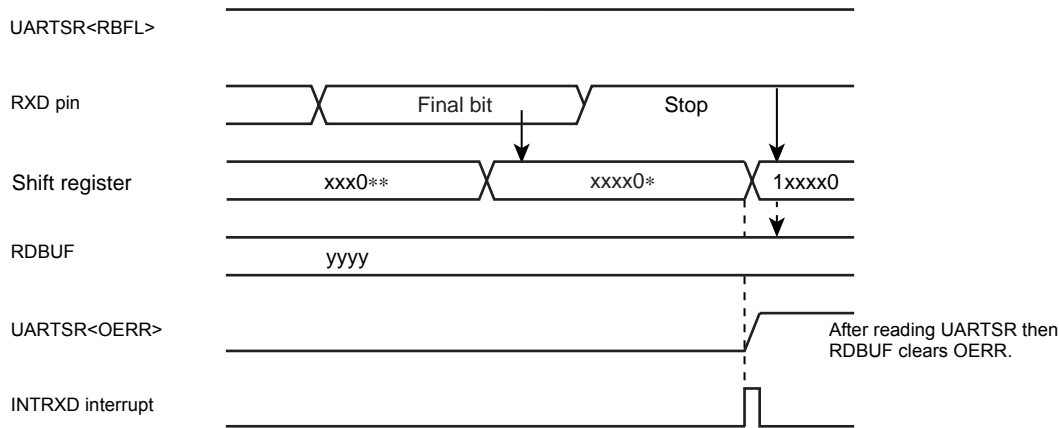 UARTSR<RBFL>
RXD pin
Final bit
Stop
Shift register
xxx0∗∗
xxxx0∗
1xxxx0
RDBUF
yyyy
UARTSR<OERR>
After reading UARTSR then
RDBUF clears OERR.
INTRXD interrupt